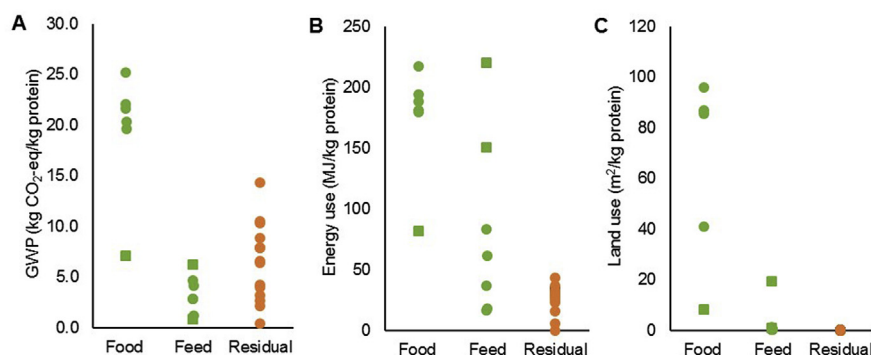 A
GWP (kg CO₂-eq/kg protein)
30.0
25.0
20.0
15.0
10.0
5.0
0.0
Food Feed Residual
B
Energy use (MJ/kg protein)
250
200
150
100
50
0
Food Feed Residual
C
Land use (m²/kg protein)
120
100
80
60
40
20
0
Food Feed Residual